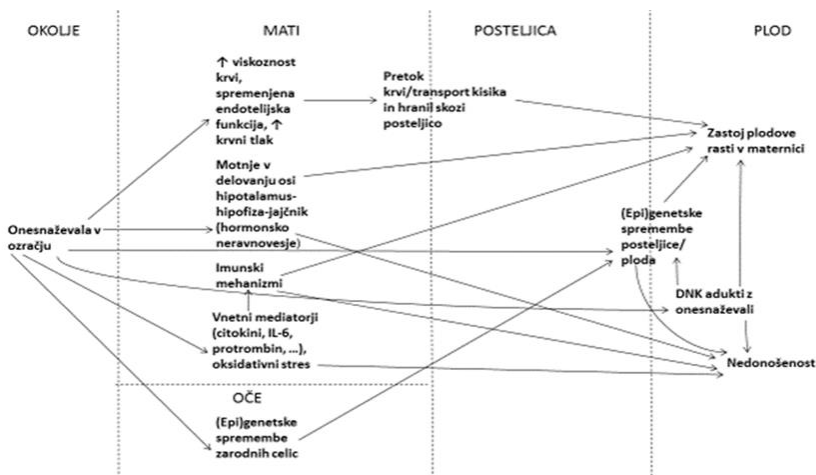 OKOLJE
MATI
POSTELJICA
PLOD
↑ viskoznost
krvi,
spremenjena
endotelijska
funkcija, ↑
krvni tlak
Pretok
krvi/transport kisika
in hranil skozi
posteljico
Zastoj plodove
rasti v maternici
Motnje v
delovanju osi
hipotalamus-
hipofiza-jajčnik
(hormonsko
neravnovesje)
Onesnaževala v
ozračju
(Epi)genetske
spremembe
posteljice/
ploda
Imunski
mehanizmi
DNK adukti z
onesnaževali
Vnetni mediatorji
(citokini, IL-6,
protrombin, ...),
oksidativni stres
Nedonošenost
OČE
(Epi)genetske
spremembe
zarodnih celic